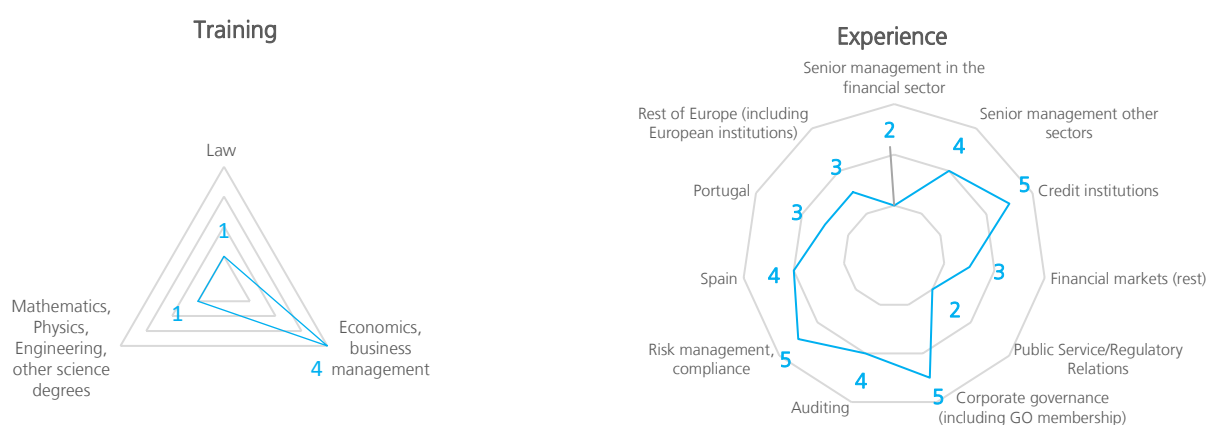 Training
Law
1
1
Mathematics,
Physics,
Engineering,
other science
degrees
Economics,
business
4 management
Experience
Senior management in the
financial sector
2
Senior management other
sectors
4
5
Credit institutions
3
Financial markets (rest)
2
Public Service/Regulatory
Relations
5
Corporate governance
(including GO membership)
4
Auditing
5
Risk management,
compliance
4
Spain
3
Portugal
3
Rest of Europe (including
European institutions)